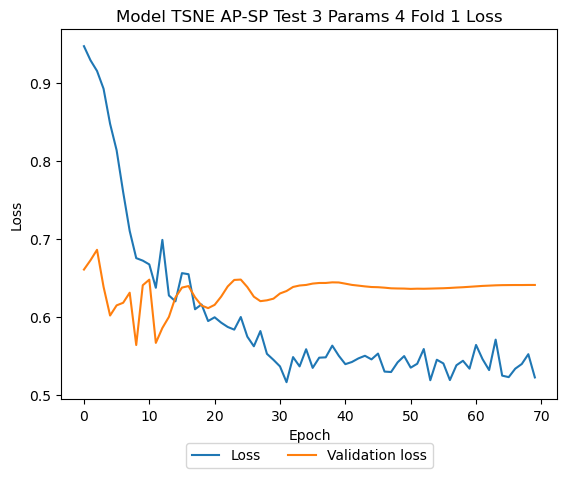 Model TSNE AP-SP Test 3 Params 4 Fold 1 Loss
0.9
0.8
0.7
0.6
0.5
Loss
0 10 20 30 40 50 60 70
Epoch
Loss Validation loss